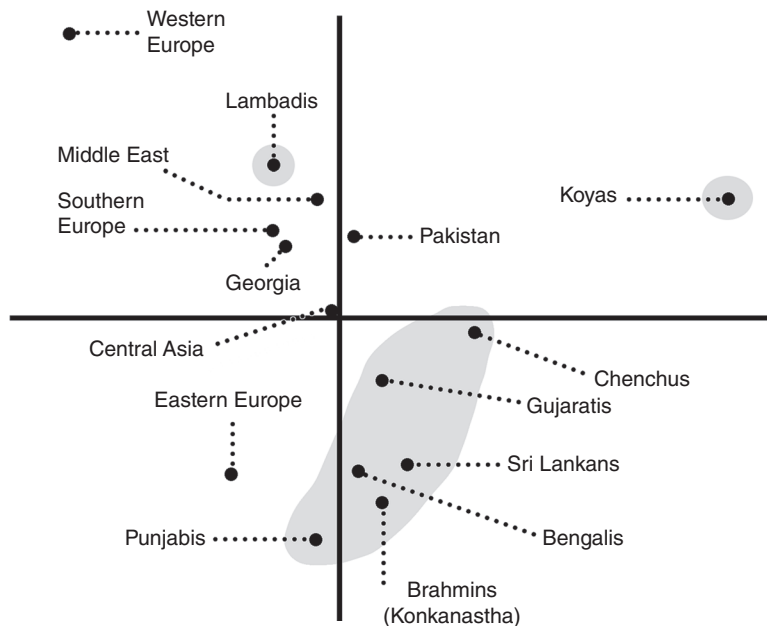 Western
Europe
Lambadis
Middle East
Koyas
Southern
Europe
Pakistan
Georgia
Central Asia
Chenchus
Eastern Europe
Gujaratis
Sri Lankans
Punjabis
Bengalis
Brahmins
(Konkanastha)